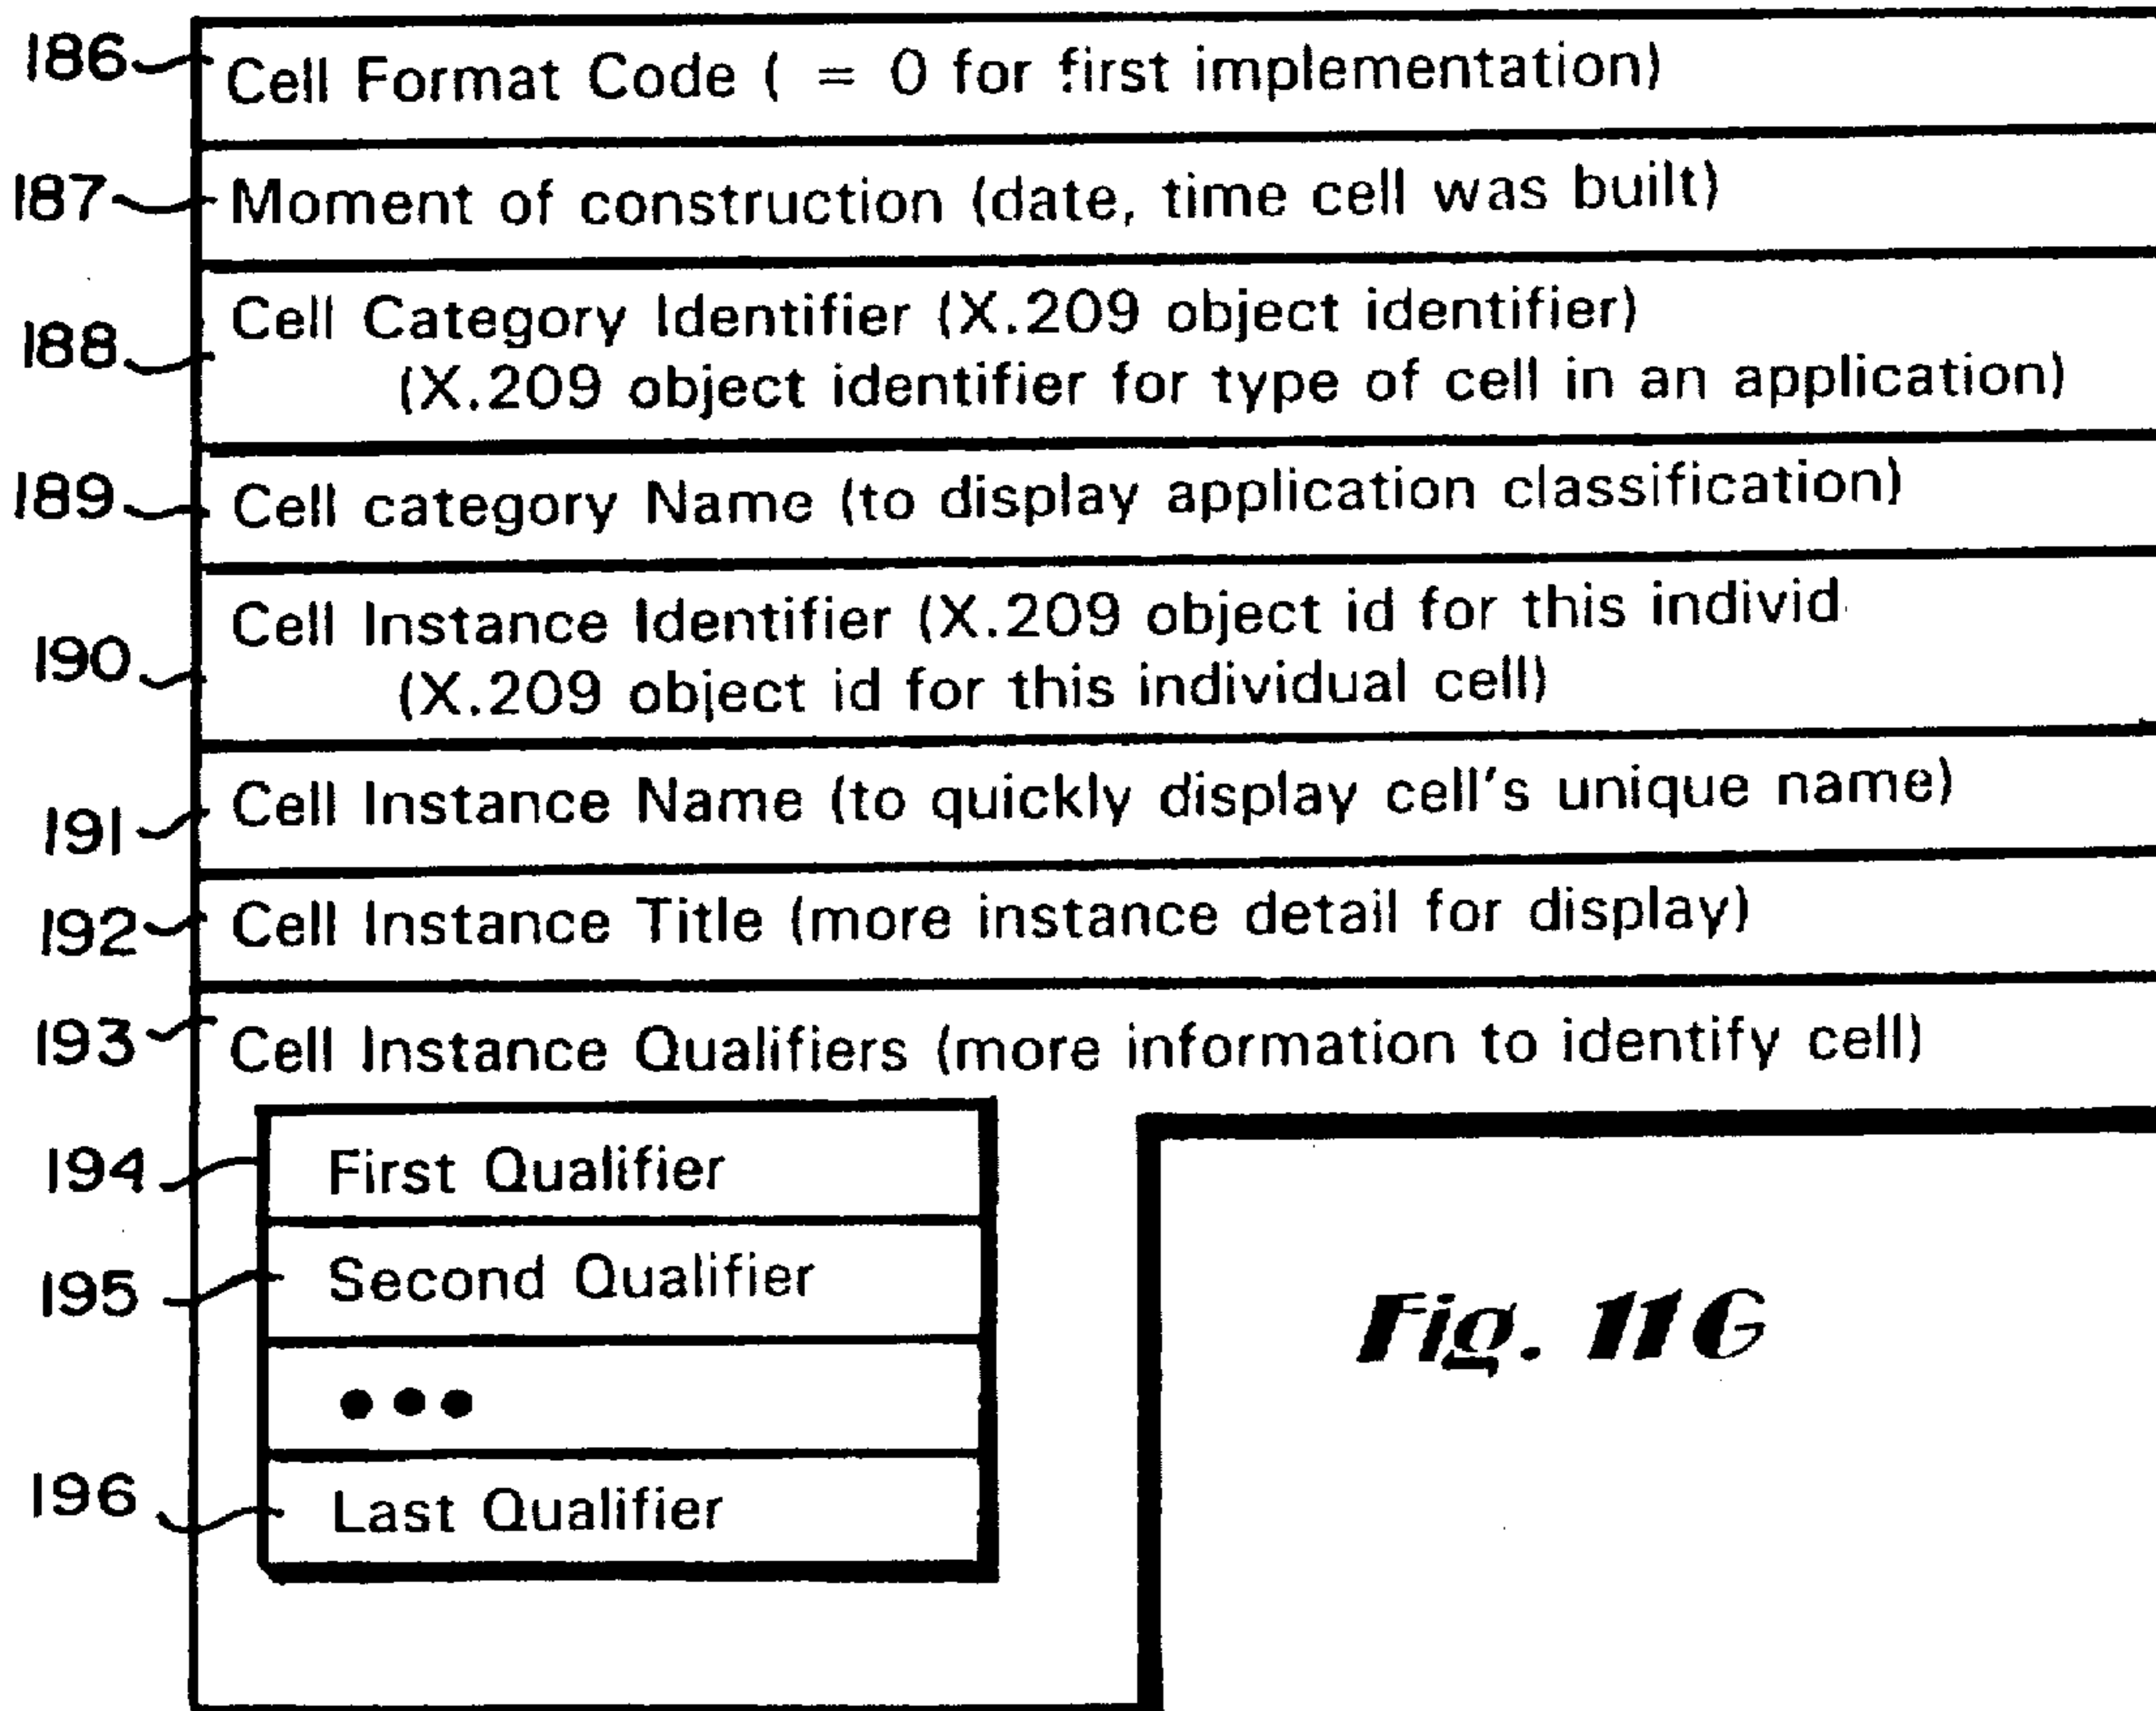 186 Cell Format Code ( = 0 for first implementation)
187 Moment of construction (date, time cell was built)
Cell Category Identifier (X.209 object identifier)
188 (X.209 object identifier for type of cell in an application)
189 Cell category Name (to display application classification)
Cell Instance Identifier (X.209 object id for this individ
190 (X.209 object id for this individual cell)
191 Cell Instance Name (to quickly display cell's unique name)
192 Cell Instance Title (more instance detail for display)
193 Cell Instance Qualifiers (more information to identify cell)
194 First Qualifier
195 Second Qualifier
•••
196 Last Qualifier
Fig. 11G